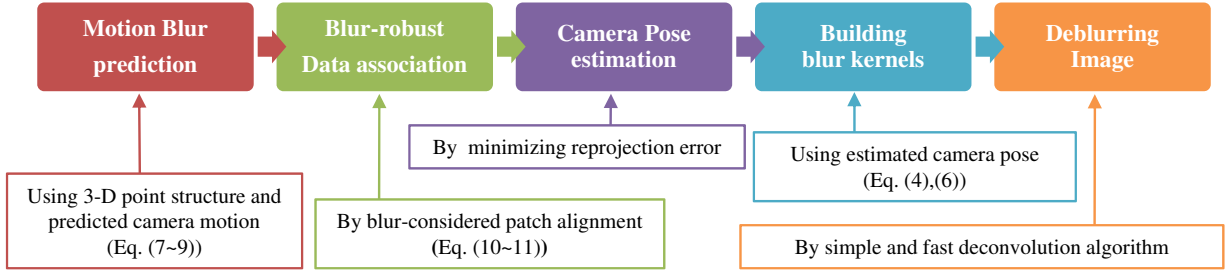 Motion Blur
prediction
Blur-robust
Data association
Camera Pose
estimation
Building
blur kernels
Deblurring
Image
Using 3-D point structure and
predicted camera motion
(Eq. (7~9))
By blur-considered patch alignment
(Eq. (10~11))
By minimizing reprojection error
Using estimated camera pose
(Eq. (4),(6))
By simple and fast deconvolution algorithm